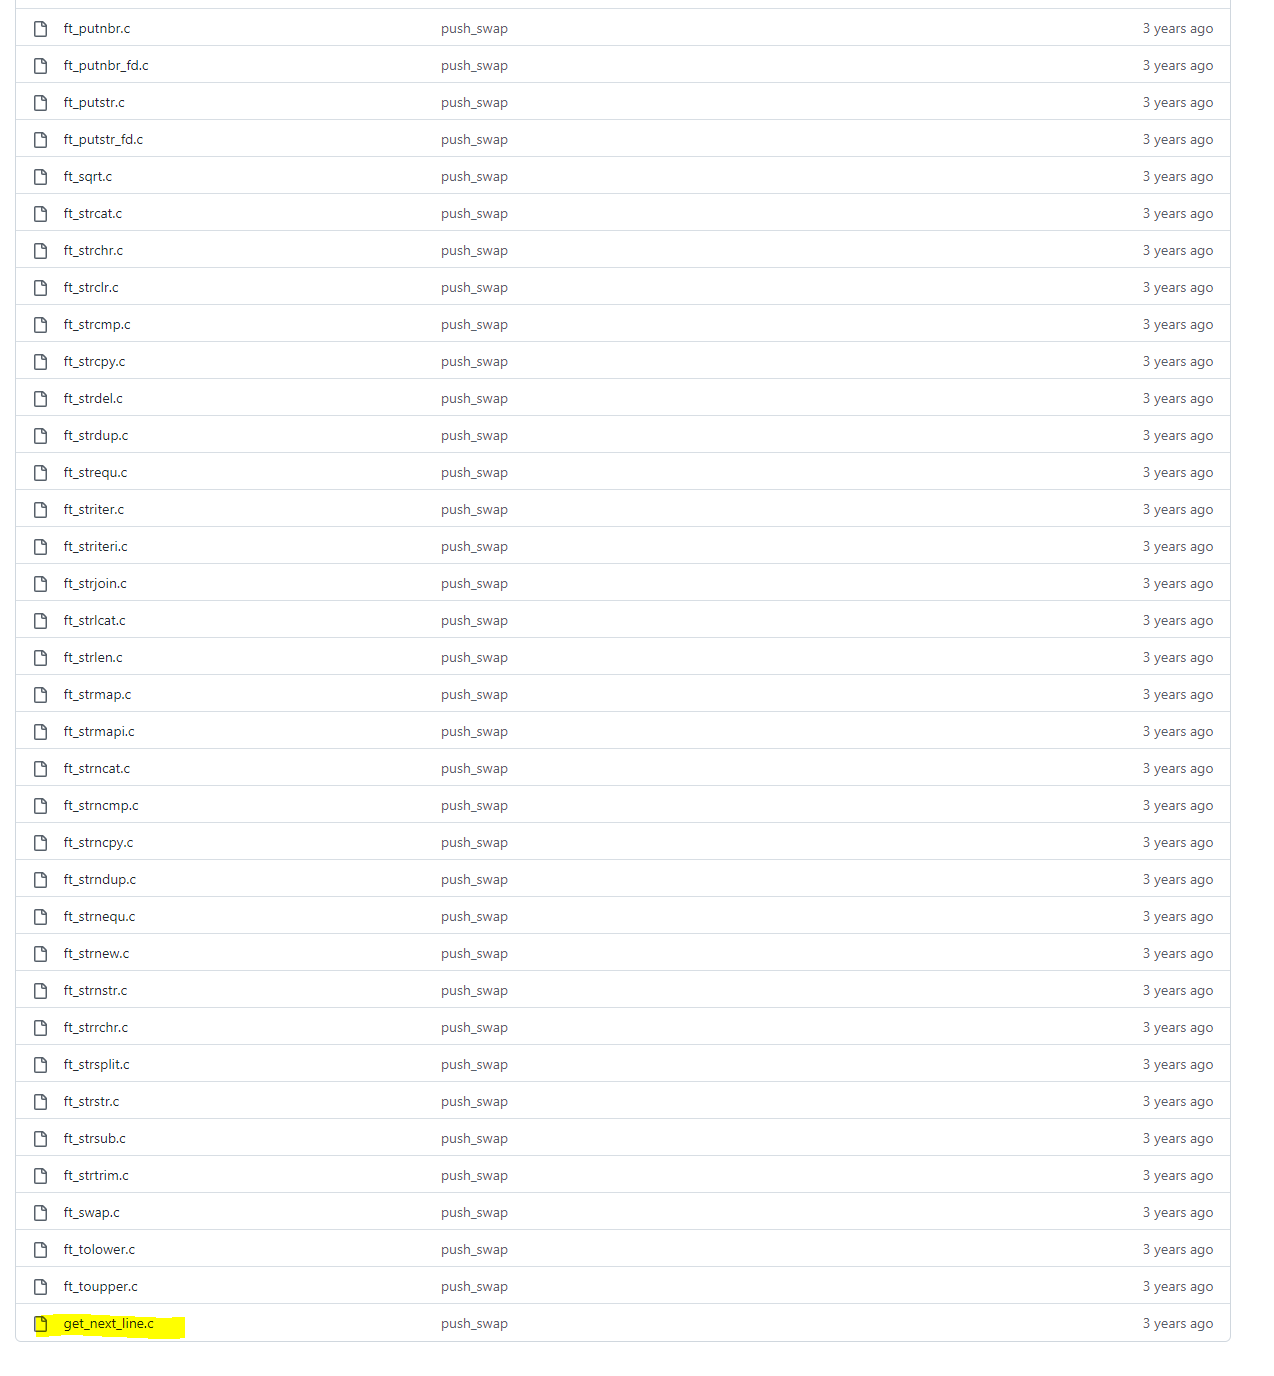 ft_putnbr.c push_swap 3 years ago
ft_putnbr_fd.c push_swap 3 years ago
ft_putstr.c push_swap 3 years ago
ft_putstr_fd.c push_swap 3 years ago
ft_sqrt.c push_swap 3 years ago
ft_strcat.c push_swap 3 years ago
ft_strchr.c push_swap 3 years ago
ft_strclr.c push_swap 3 years ago
ft_strcmp.c push_swap 3 years ago
ft_strcpy.c push_swap 3 years ago
ft_strdel.c push_swap 3 years ago
ft_strdup.c push_swap 3 years ago
ft_strequ.c push_swap 3 years ago
ft_striter.c push_swap 3 years ago
ft_striteri.c push_swap 3 years ago
ft_strjoin.c push_swap 3 years ago
ft_strlcat.c push_swap 3 years ago
ft_strlen.c push_swap 3 years ago
ft_strmap.c push_swap 3 years ago
ft_strmapi.c push_swap 3 years ago
ft_strncat.c push_swap 3 years ago
ft_strncmp.c push_swap 3 years ago
ft_strncpy.c push_swap 3 years ago
ft_strndup.c push_swap 3 years ago
ft_strnequ.c push_swap 3 years ago
ft_strnew.c push_swap 3 years ago
ft_strnstr.c push_swap 3 years ago
ft_strrchr.c push_swap 3 years ago
ft_strsplit.c push_swap 3 years ago
ft_strstr.c push_swap 3 years ago
ft_strsub.c push_swap 3 years ago
ft_strtrim.c push_swap 3 years ago
ft_swap.c push_swap 3 years ago
ft_tolower.c push_swap 3 years ago
ft_toupper.c push_swap 3 years ago
get_next_line.c push_swap 3 years ago